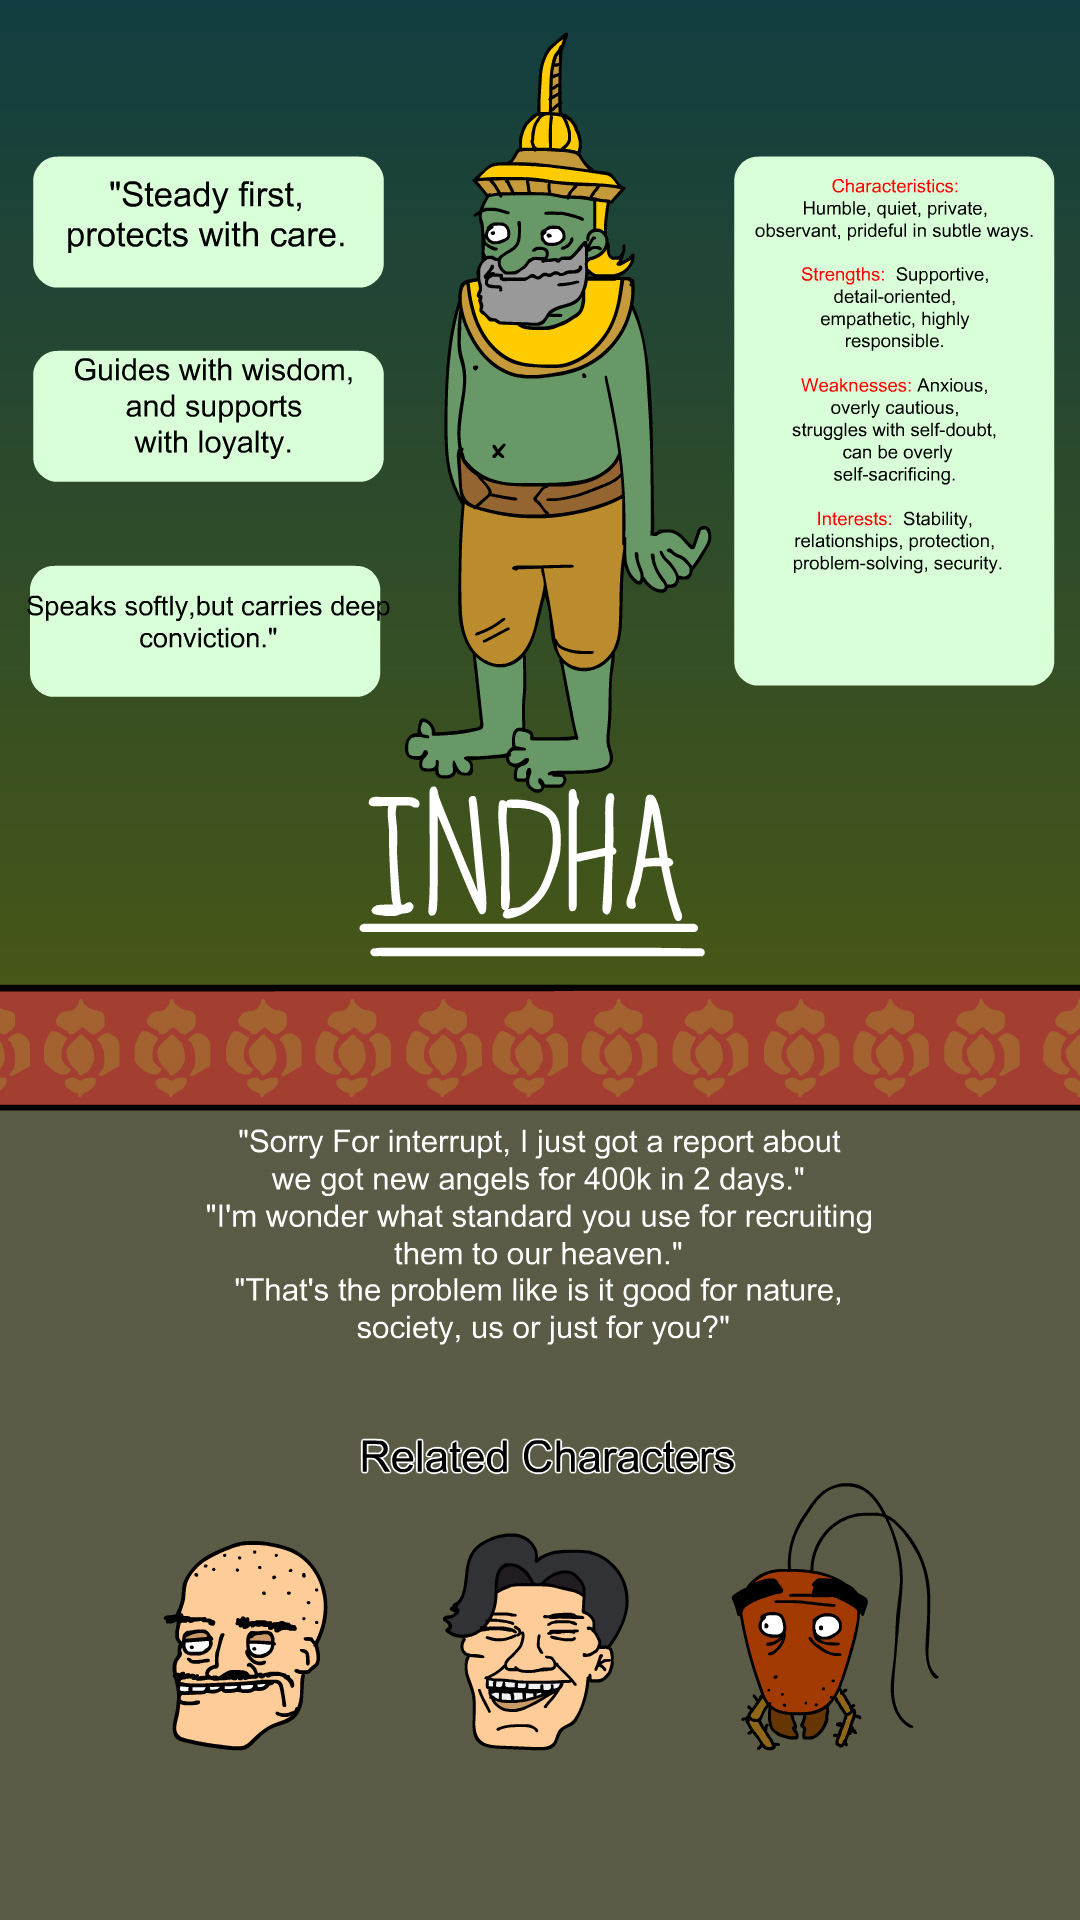 "Steady first,
protects with care.
Guides with wisdom,
and supports
with loyalty.
Speaks softly,but carries deep
conviction."
Characteristics:
Humble, quiet, private,
observant, prideful in subtle ways.
Strengths: Supportive,
detail-oriented,
empathetic, highly
responsible.
Weaknesses: Anxious,
overly cautious,
struggles with self-doubt,
can be overly
self-sacrificing.
Interests: Stability,
relationships, protection,
problem-solving, security.
INDHA
"Sorry For interrupt, I just got a report about
we got new angels for 400k in 2 days."
"I'm wonder what standard you use for recruiting
them to our heaven."
"That's the problem like is it good for nature,
society, us or just for you?"
Related Characters